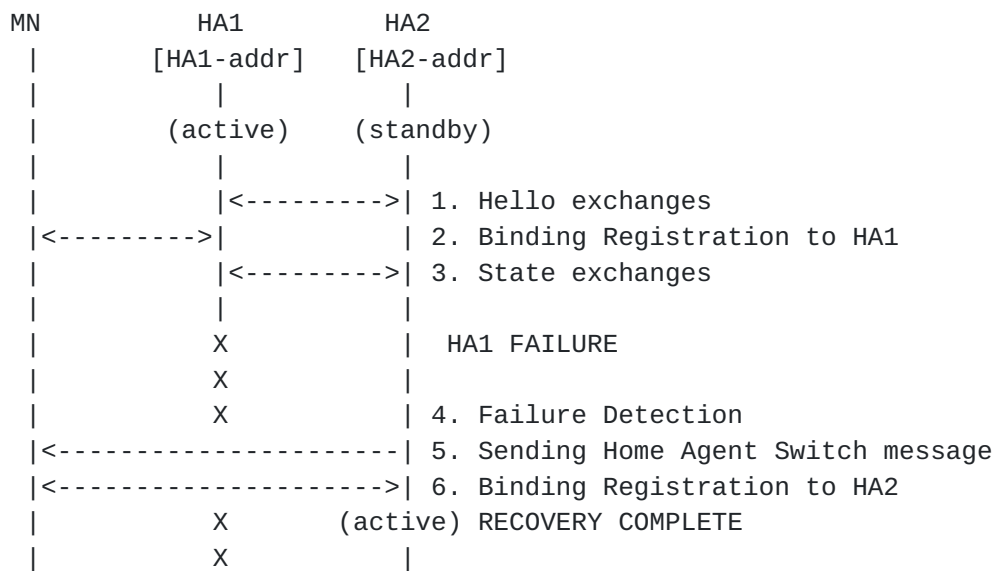 MN          HA1         HA2
 |       [HA1-addr]   [HA2-addr]
 |           |           |
 |        (active)    (standby)
 |           |           |
 |           |<--------->| 1. Hello exchanges
 |<--------->|           | 2. Binding Registration to HA1
 |           |<--------->| 3. State exchanges
 |           |           |
 |           X           |  HA1 FAILURE
 |           X           |
 |           X           | 4. Failure Detection
 |<----------------------| 5. Sending Home Agent Switch message
 |<--------------------->| 6. Binding Registration to HA2
 |           X       (active) RECOVERY COMPLETE
 |           X           |